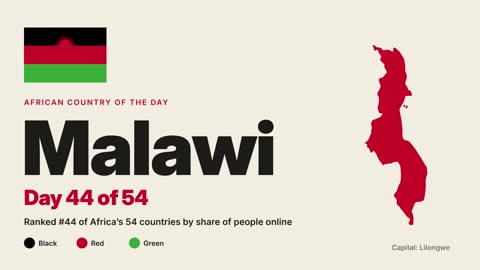 AFRICAN COUNTRY OF THE DAY
Malawi
Day 44 of 54
Ranked #44 of Africa’s 54 countries by share of people online
Black Red Green
Capital: Lilongwe